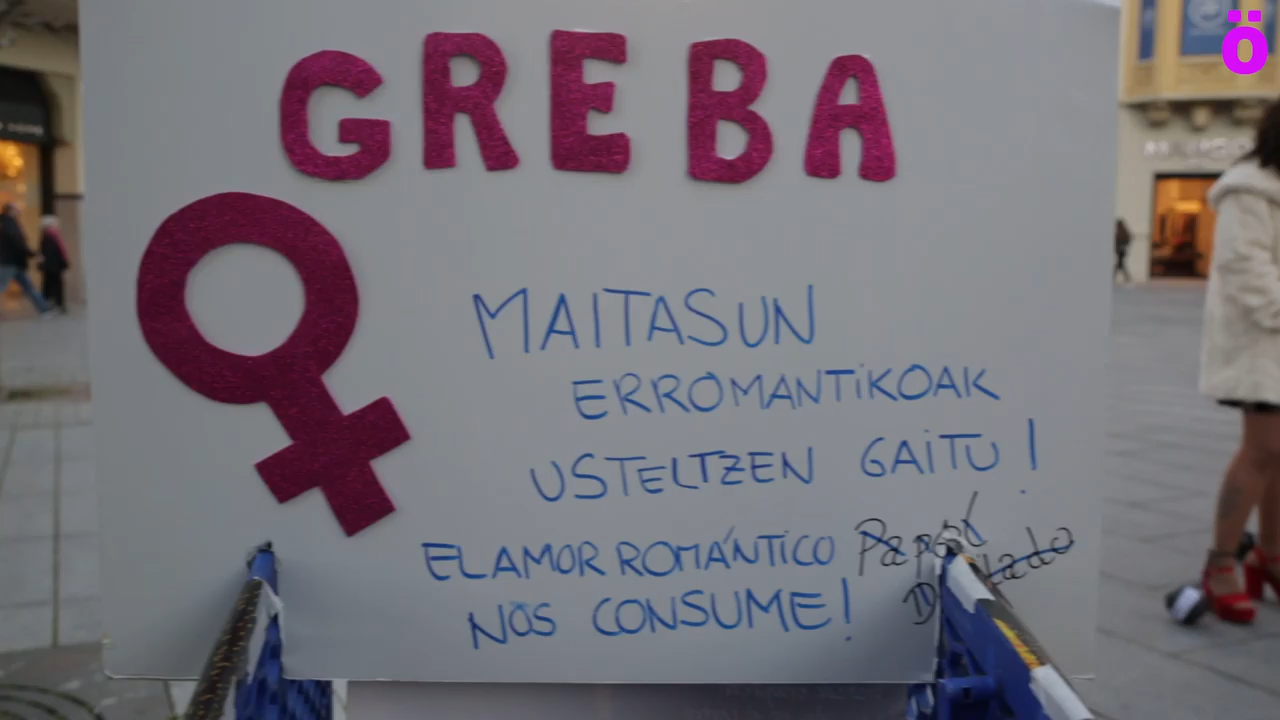 GREBA
MAITASUN
ERROMANTiKOAK
USTELTZEN GAiTU!
EL AMOR ROMÁNTiCO
NOS CONSUME!
ö